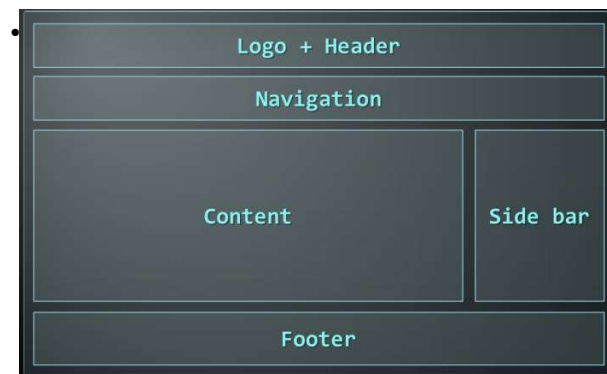 Logo + Header
Navigation
Content
Side bar
Footer